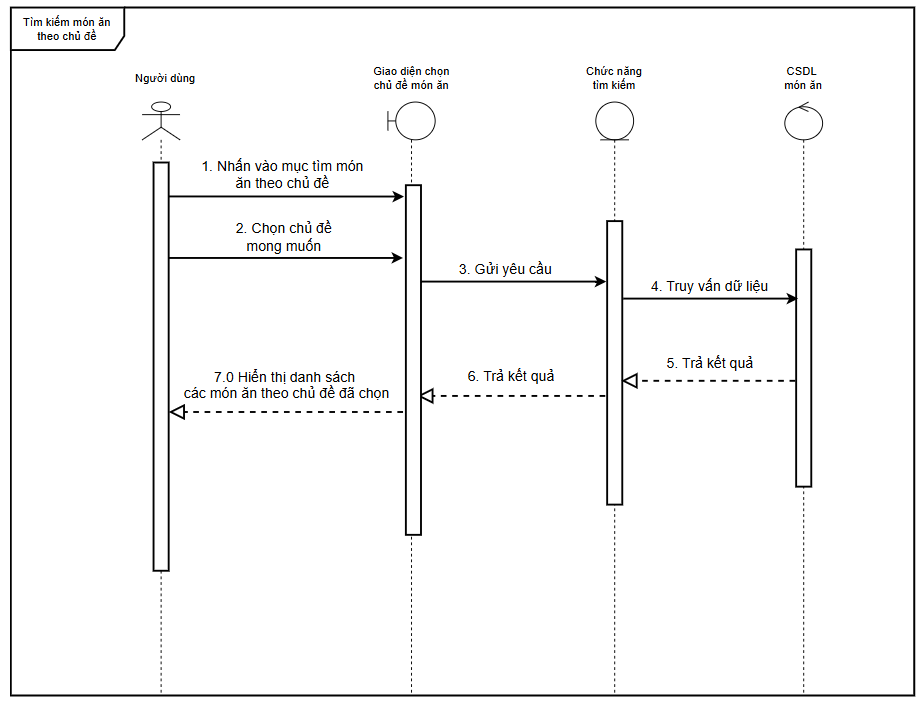 Tìm kiếm món ăn
theo chủ đề
Người dùng
Giao diện chọn
chủ đề món ăn
Chức năng
tìm kiếm
CSDL
món ăn
1. Nhấn vào mục tìm món
ăn theo chủ đề
2. Chọn chủ đề
mong muốn
3. Gửi yêu cầu
4. Truy vấn dữ liệu
5. Trả kết quả
6. Trả kết quả
7.0 Hiển thị danh sách
các món ăn theo chủ đề đã chọn